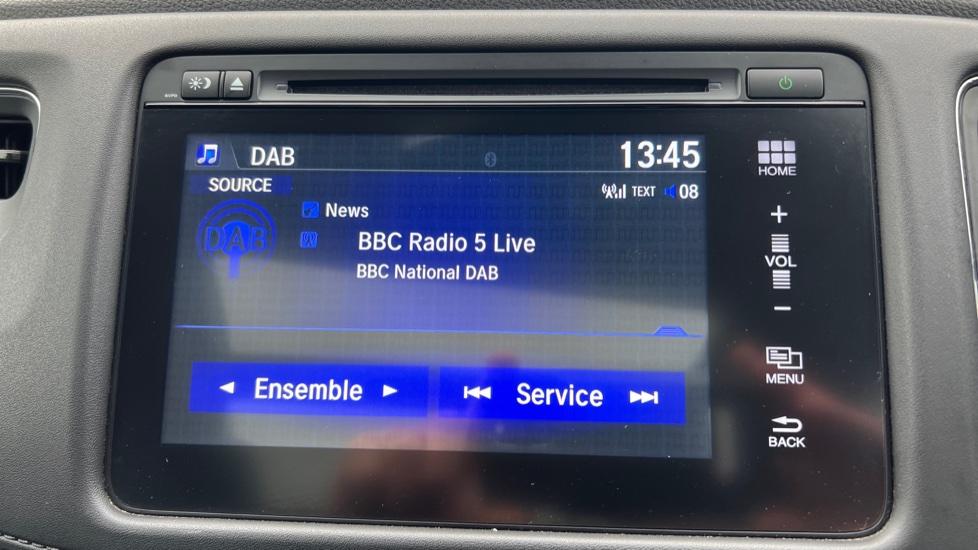 AUTO
DAB
13:45
SOURCE
TEXT 08
News
DAB
BBC Radio 5 Live
BBC National DAB
Ensemble
Service
HOME
+
VOL
−
MENU
BACK